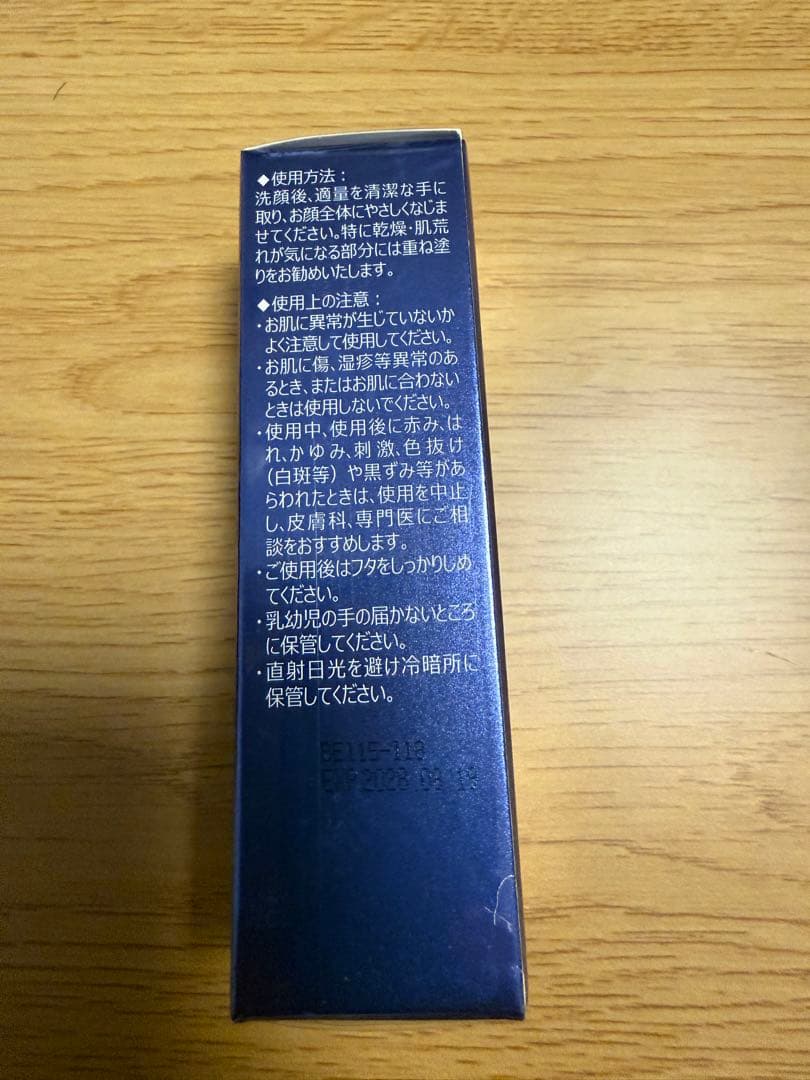 ◆使用方法：
洗顔後、適量を清潔な手に
取り、お顔全体にやさしくなじま
せてください。特に乾燥・肌荒
れが気になる部分には重ね塗
りをお勧めいたします。
◆使用上の注意：
・お肌に異常が生じていないか
よく注意して使用してください。
・お肌に傷、湿疹等異常のあ
るとき、またはお肌に合わない
ときは使用しないでください。
・使用中、使用後に赤み、は
れ、かゆみ、刺激、色抜け
（白斑等）や黒ずみ等があ
らわれたときは、使用を中止
し、皮膚科、専門医にご相
談をおすすめします。
・ご使用後はフタをしっかりしめ
てください。
・乳幼児の手の届かないところ
に保管してください。
・直射日光を避け冷暗所に
保管してください。
BE115-118
EXP 2028 09 19